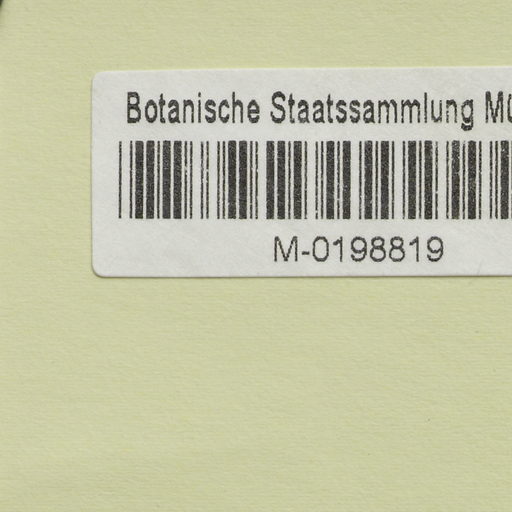 Botanische Staatssammlung Mü
M-0198819